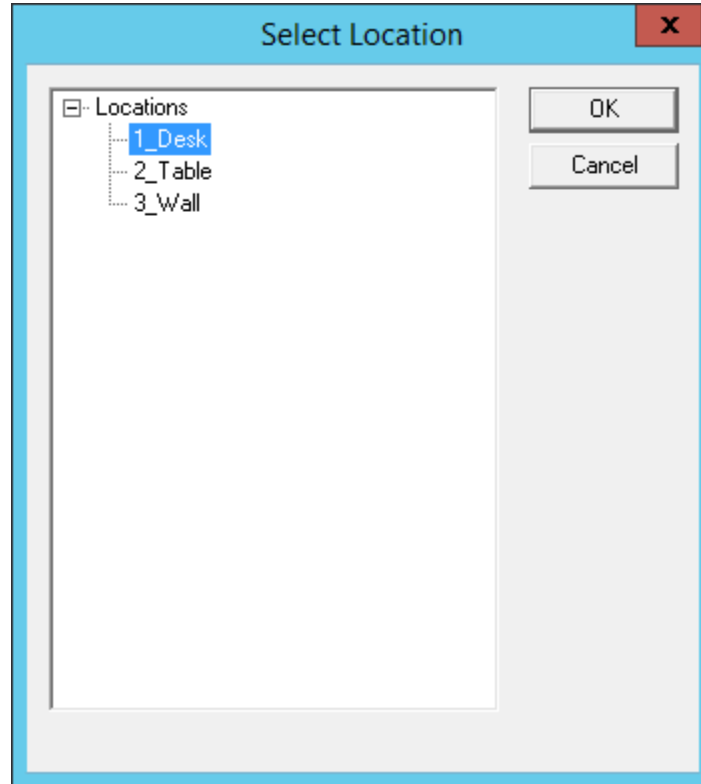 Select Location
x
Locations
1_Desk
2_Table
3_Wall
OK
Cancel